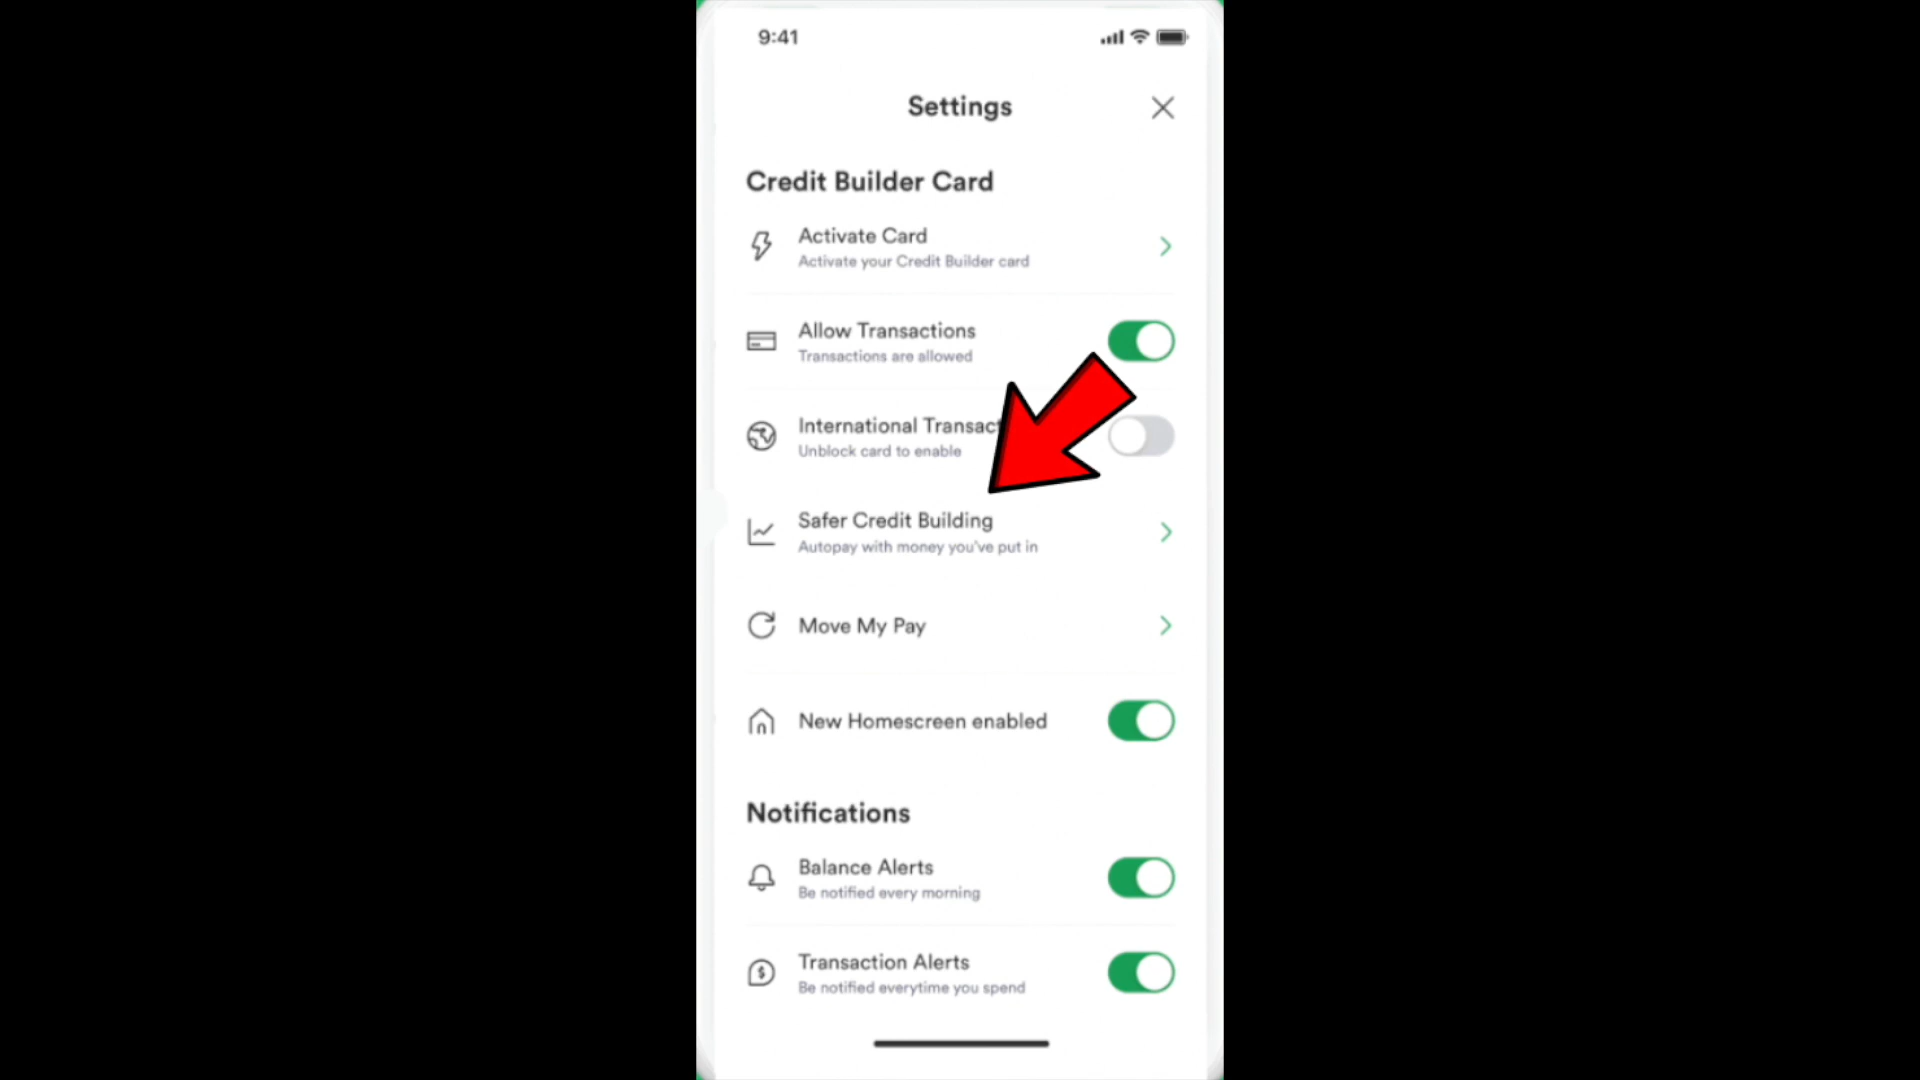 9:41
Settings
Credit Builder Card
Activate Card
Activate your Credit Builder card
Allow Transactions
Transactions are allowed
International Transact
Unblock card to enable
Safer Credit Building
Autopay with money you've put in
Move My Pay
New Homescreen enabled
Notifications
Balance Alerts
Be notified every morning
Transaction Alerts
Be notified everytime you spend